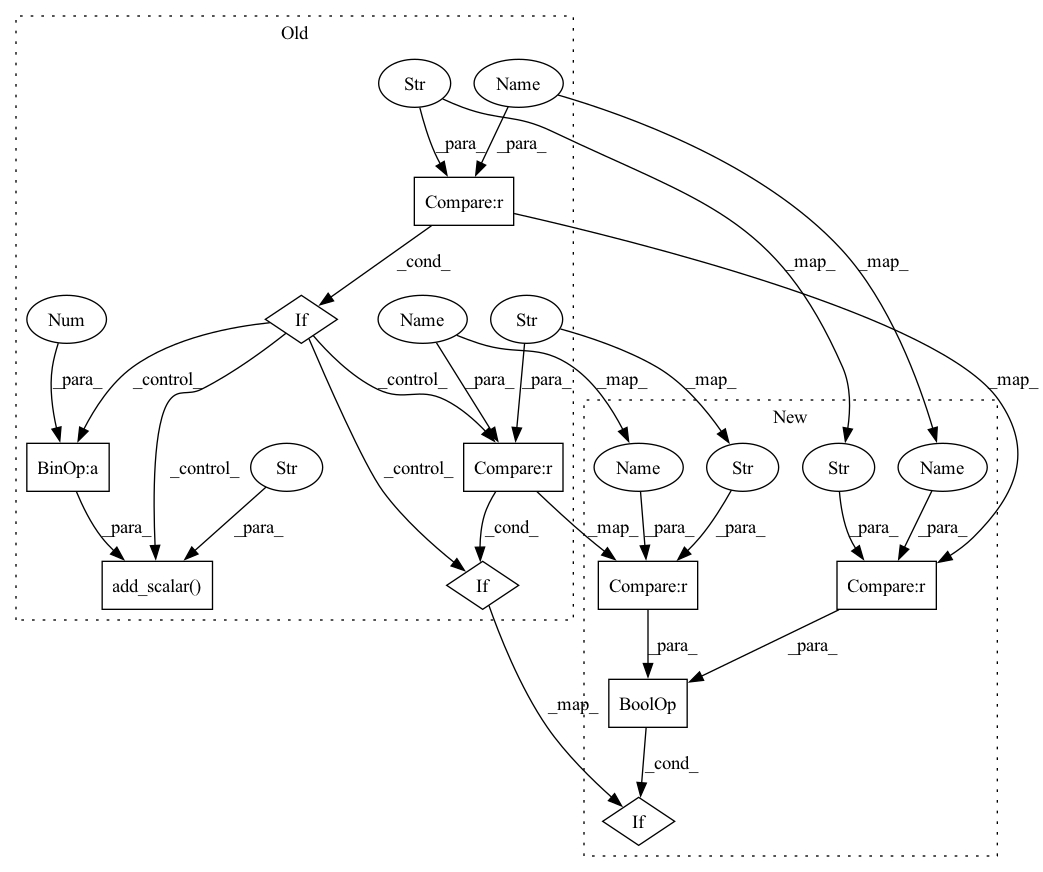 Old
Str Name
_para_ _para_
Compare:r
_cond_ _map_ _map_
Num If Name Str
_para_ _control_ _control_ _para_ _para_ _map_ _map_ _map_
New
BinOp:a _control_ Str _control_ Compare:r Name Str Str Name
_para_ _para_ _cond_ _map_ _para_ _para_ _para_ _para_
add_scalar() If Compare:r Compare:r
_para_ _para_
_map_ BoolOp
_cond_
If